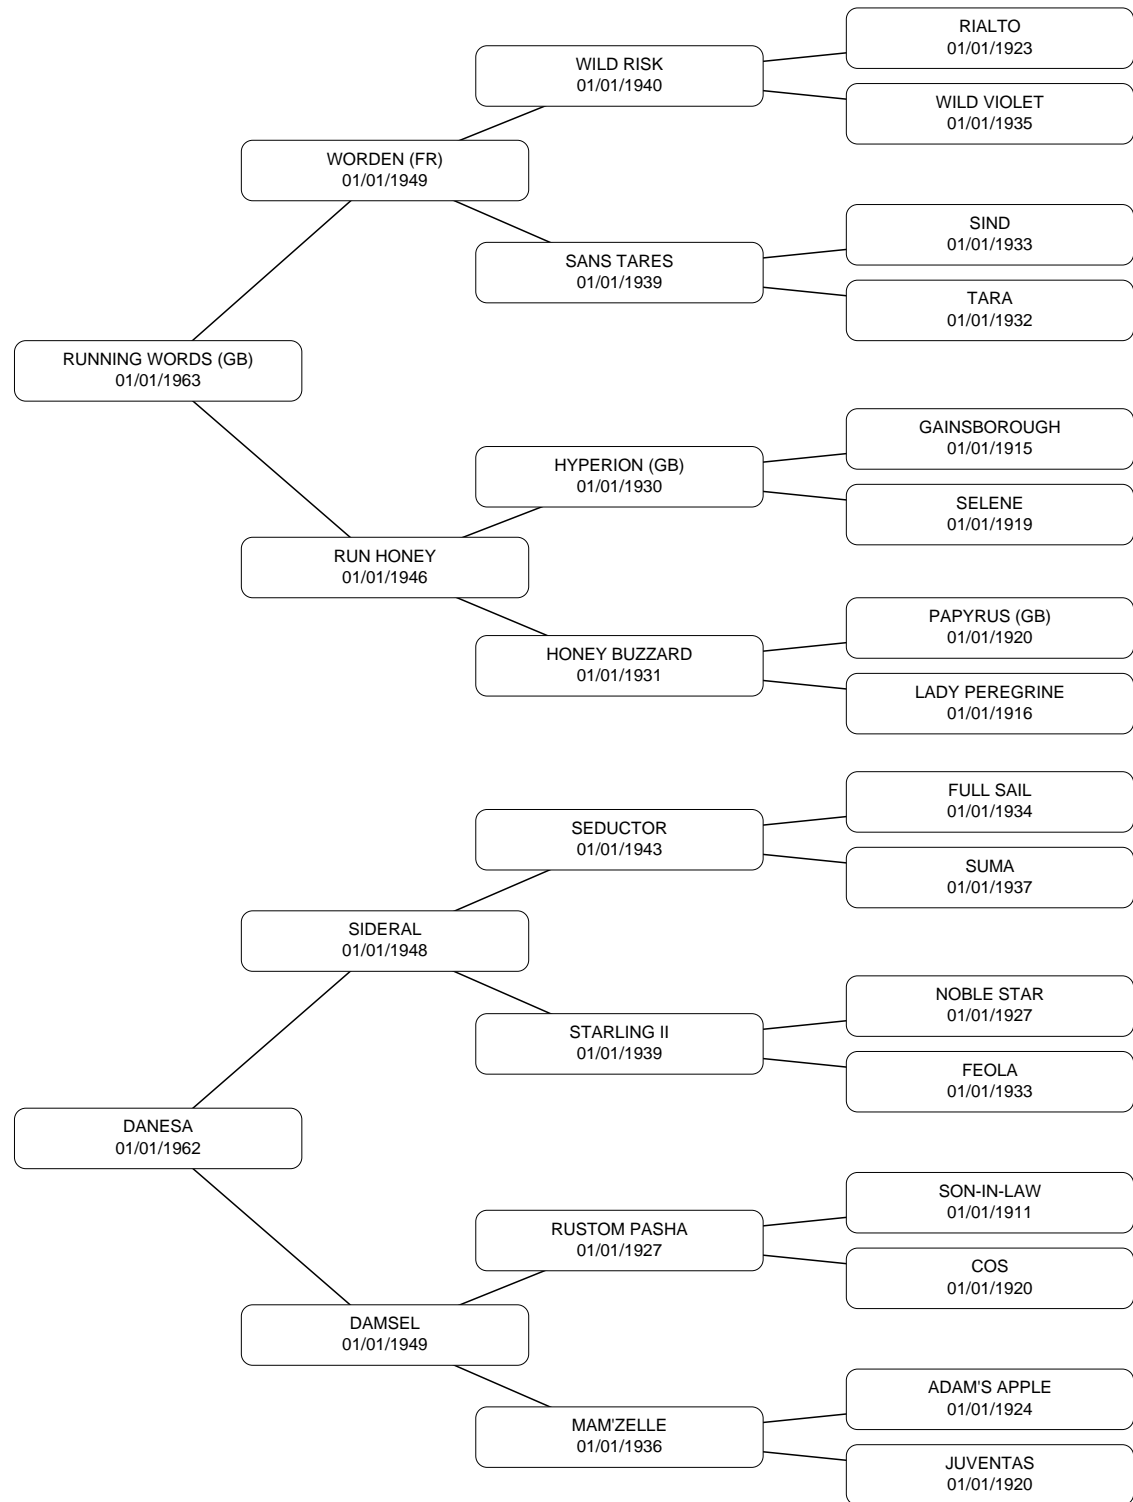 RIALTO
01/01/1923
WILD RISK
01/01/1940
WILD VIOLET
01/01/1935
WORDEN (FR)
01/01/1949
SIND
01/01/1933
SANS TARES
01/01/1939
TARA
01/01/1932
RUNNING WORDS (GB)
01/01/1963
GAINSBOROUGH
01/01/1915
HYPERION (GB)
01/01/1930
SELENE
01/01/1919
RUN HONEY
01/01/1946
PAPYRUS (GB)
01/01/1920
HONEY BUZZARD
01/01/1931
LADY PEREGRINE
01/01/1916
FULL SAIL
01/01/1934
SEDUCTOR
01/01/1943
SUMA
01/01/1937
SIDERAL
01/01/1948
NOBLE STAR
01/01/1927
STARLING II
01/01/1939
FEOLA
01/01/1933
DANESA
01/01/1962
SON-IN-LAW
01/01/1911
RUSTOM PASHA
01/01/1927
COS
01/01/1920
DAMSEL
01/01/1949
ADAM'S APPLE
01/01/1924
MAM'ZELLE
01/01/1936
JUVENTAS
01/01/1920